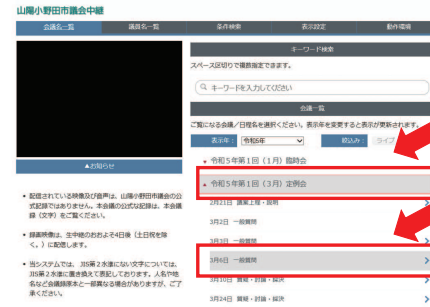 山陽小野田市議会中継
会議名一覧
議員名一覧
条件検索
表示設定
動作環境
キーワード検索
スペース区切りで複数指定できます。
キーワードを入力してください
会議一覧
ご覧になる会議/日程名を選択ください。表示年を変更すると表示が更新されます。
表示年： 令和5年
絞込み： ライブ
令和5年第1回（1月）臨時会
令和5年第1回（3月）定例会
2月21日 議案上程・説明
3月2日 一般質問
3月3日 一般質問
3月6日 一般質問
3月10日 質疑・討論・採決
3月24日 質疑・討論・採決
▲お知らせ
• 配信されている映像及び音声は、山陽小野田市議会の公式記録ではありません。本会議の公式な記録は、本会議録（文字）をご覧ください。
• 録画映像は、生中継のおおよそ4日後（土日祝を除く。）に配信します。
• 当システムでは、JIS第2水準にない文字については、JIS第2水準に置き換えて表記しております。人名や地名など会議録原本と一部異なる場合がありますが、ご了承ください。